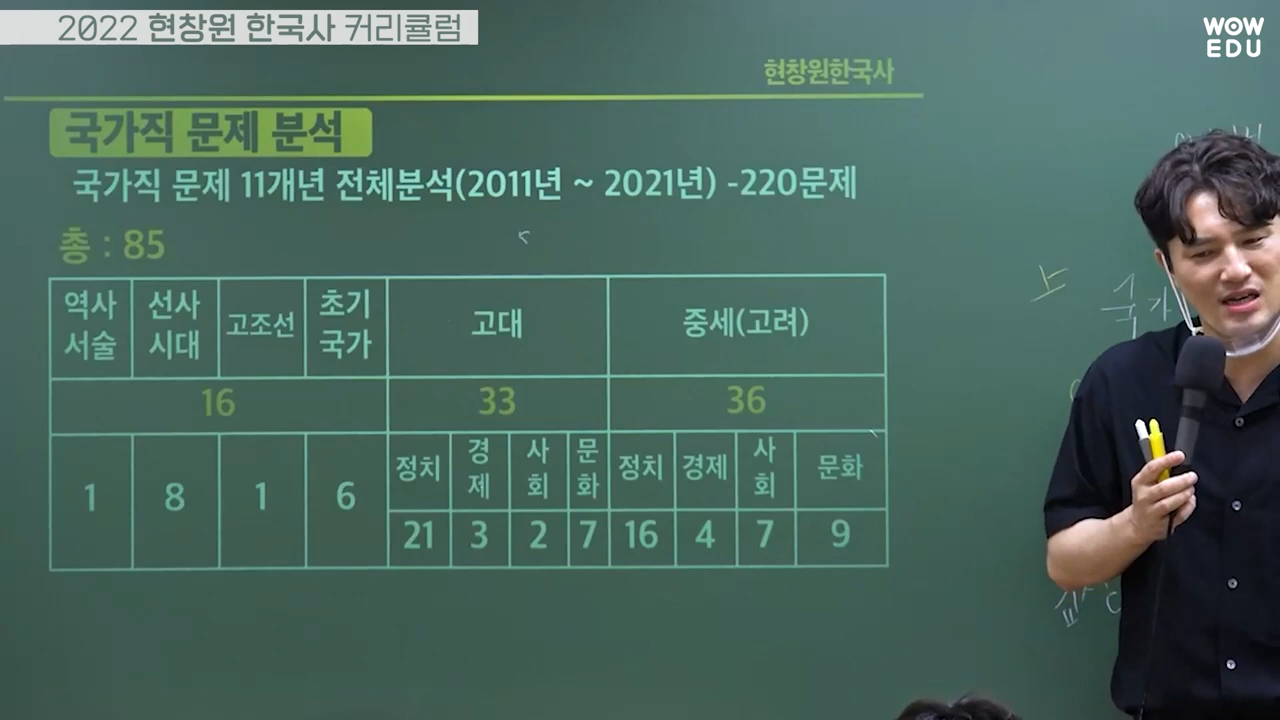 2022 현창원 한국사 커리큘럼
WOW
EDU
현창원한국사
국가직 문제 분석
국가직 문제 11개년 전체분석(2011년 ~ 2021년) -220문제
총 : 85
역사 서술 선사 시대 고조선 초기 국가 고대 중세(고려)
16 33 36
정치 경제 사회 문화 정치 경제 사회 문화
1 8 1 6
21 3 2 7 16 4 7 9
노
국가